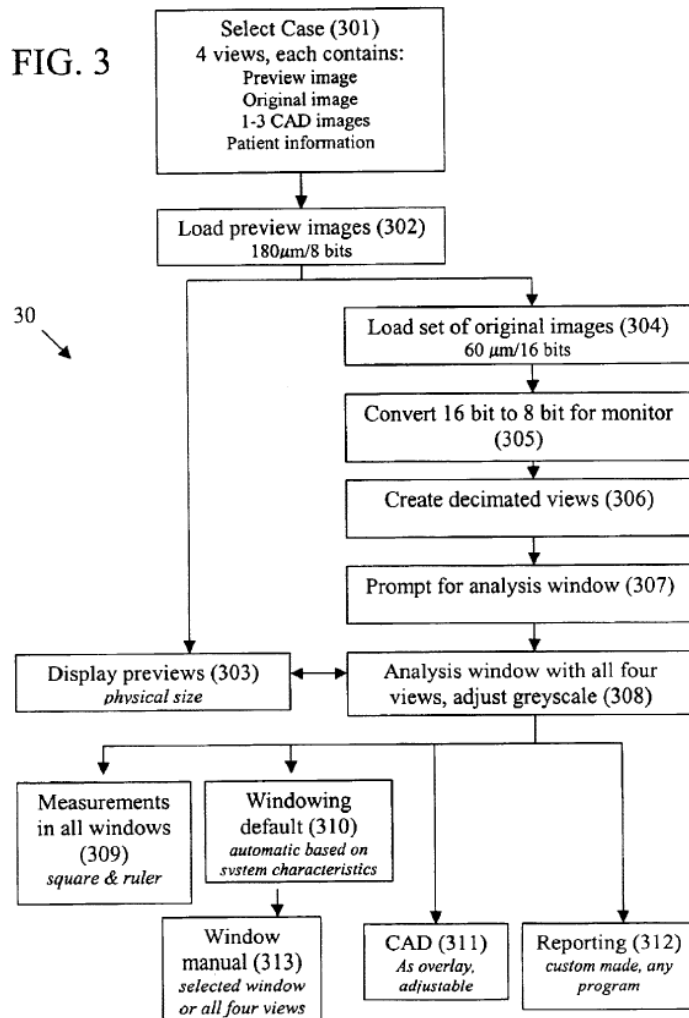 FIG. 3
Select Case (301)
4 views, each contains:
Preview image
Original image
1-3 CAD images
Patient information
Load preview images (302)
180μm/8 bits
30
Load set of original images (304)
60 μm/16 bits
Convert 16 bit to 8 bit for monitor
(305)
Create decimated views (306)
Prompt for analysis window (307)
Display previews (303)
physical size
Analysis window with all four
views, adjust greyscale (308)
Measurements
in all windows
(309)
square & ruler
Windowing
default (310)
automatic based on
system characteristics
Window
manual (313)
selected window
or all four views
CAD (311)
As overlay,
adjustable
Reporting (312)
custom made, any
program